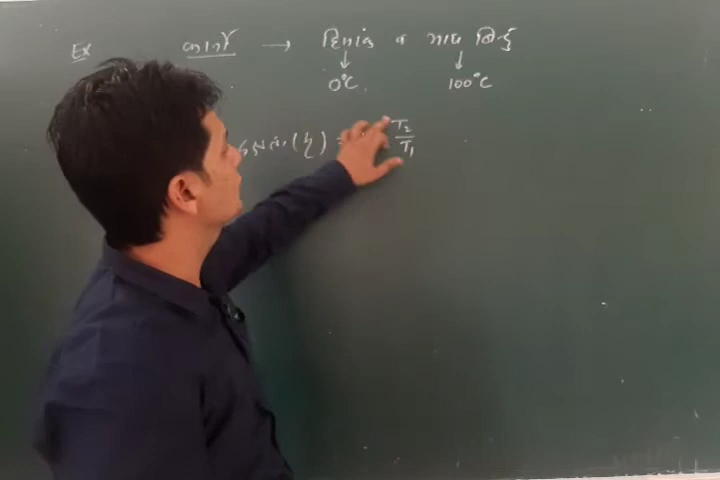 Ex कार्नो → हिमांक व भाप बिन्दु
↓ ↓
0°C 100°C
(η) = T₂/T₁